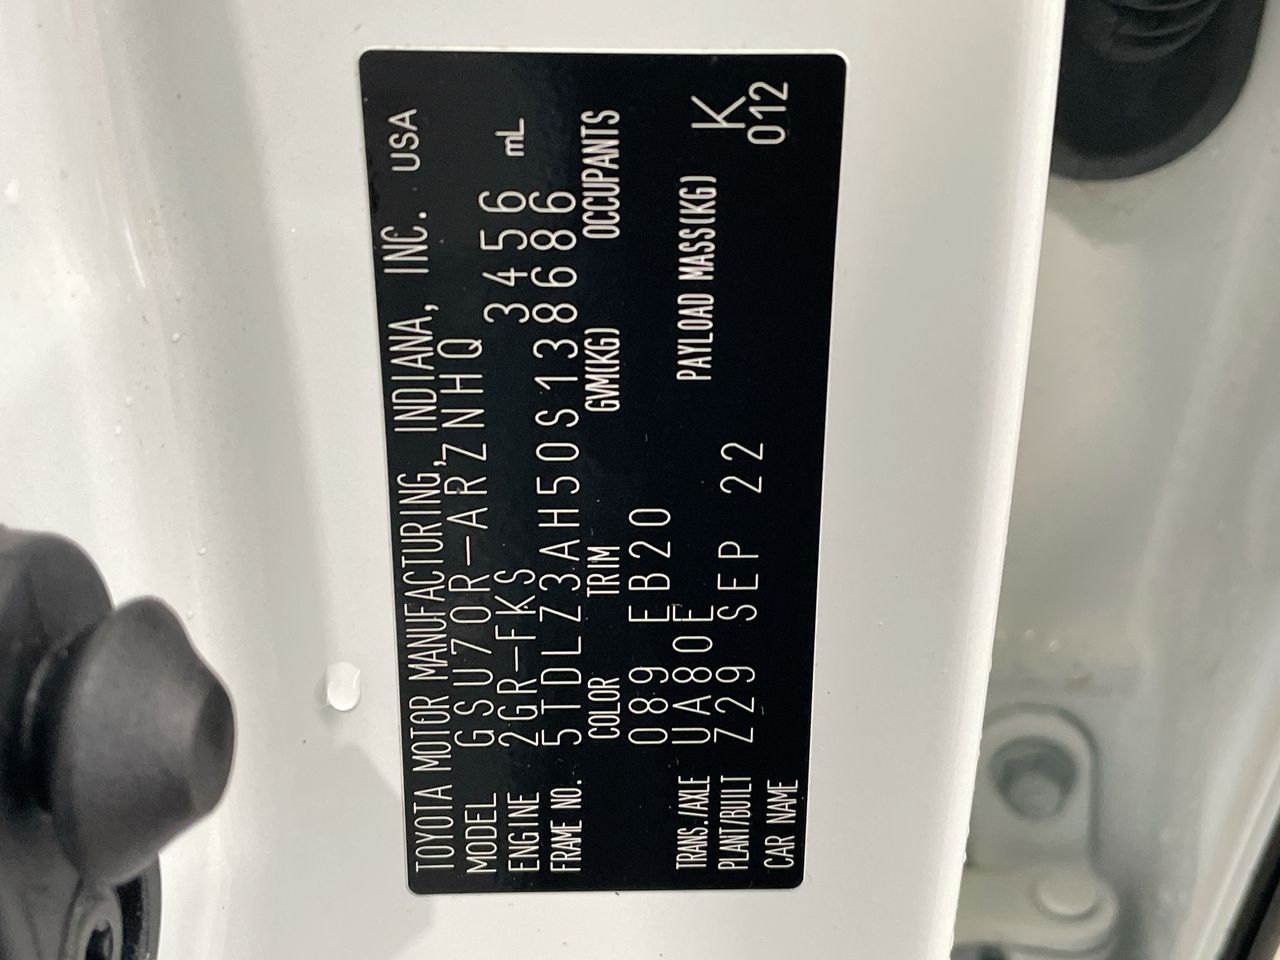 TOYOTA MOTOR MANUFACTURING, INDIANA, INC. USA
MODEL GSU70R-ARZNHQ
ENGINE 2GR-FKS 3456 mL
FRAME NO. 5TDLZ3AH50S138686
COLOR TRIM GVM(KG) OCCUPANTS
089 EB20
TRANS./AXLE UA80F PAYLOAD MASS(KG) K
PLANT/BUILT Z29 SEP 22 012
CAR NAME